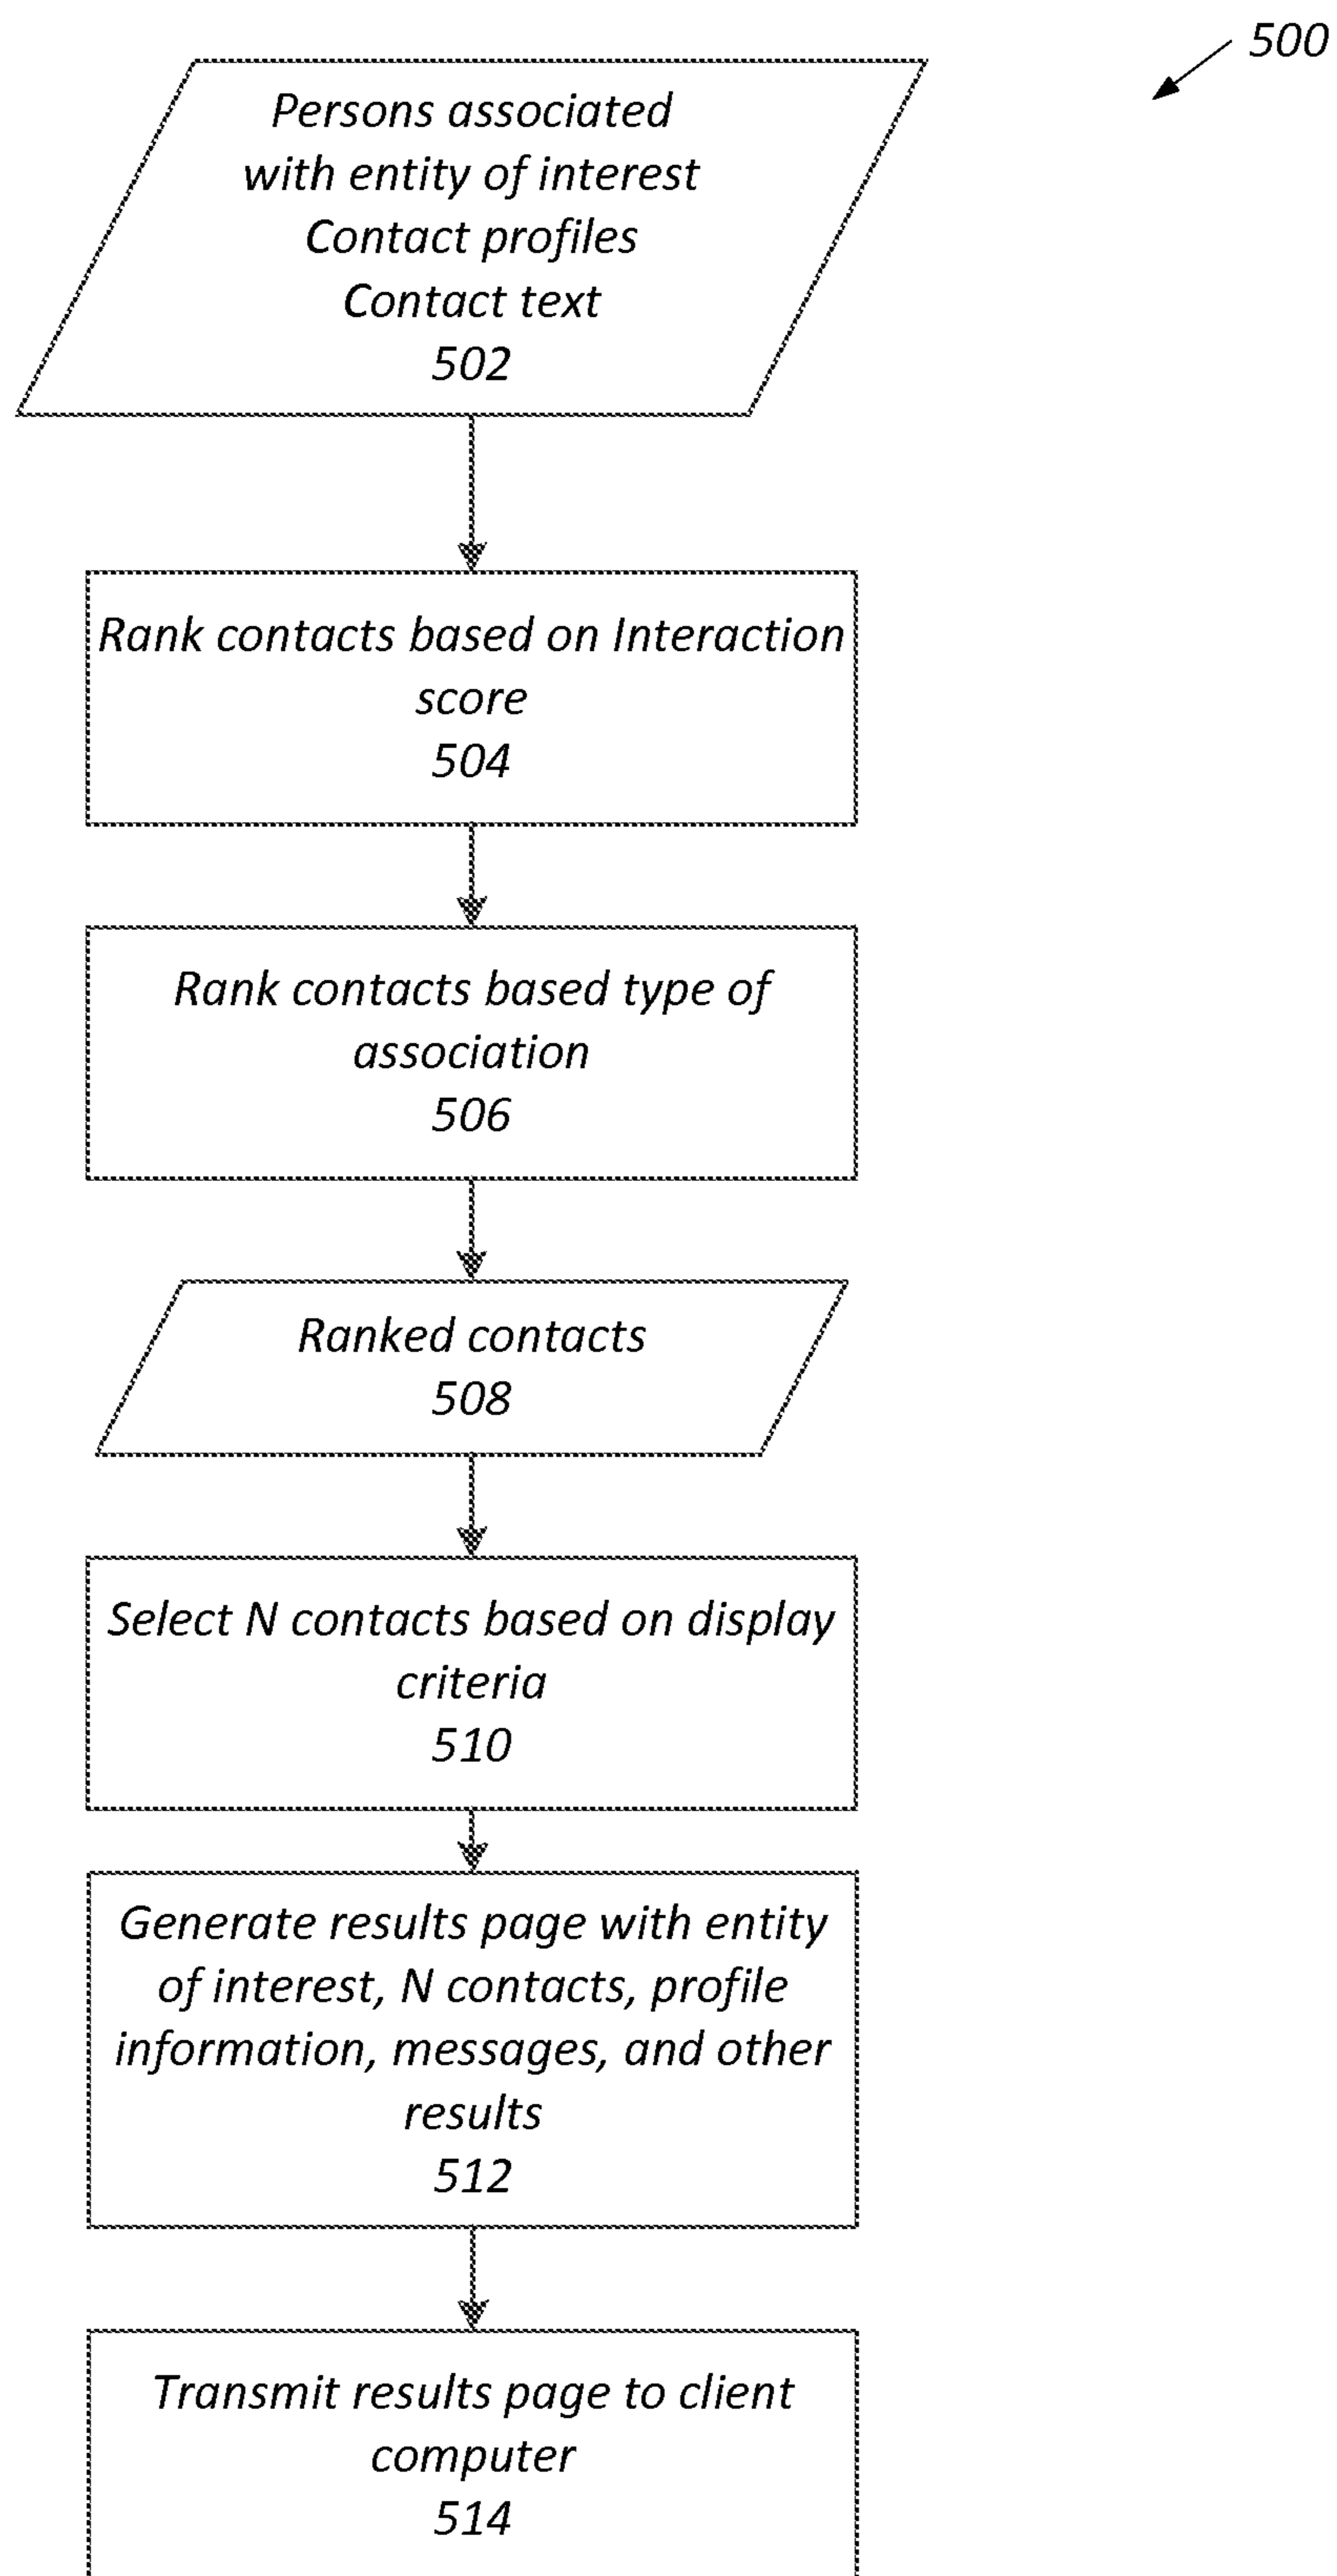 500
Persons associated
with entity of interest
Contact profiles
Contact text
502
Rank contacts based on Interaction
score
504
Rank contacts based type of
association
506
Ranked contacts
508
Select N contacts based on display
criteria
510
Generate results page with entity
of interest, N contacts, profile
information, messages, and other
results
512
Transmit results page to client
computer
514